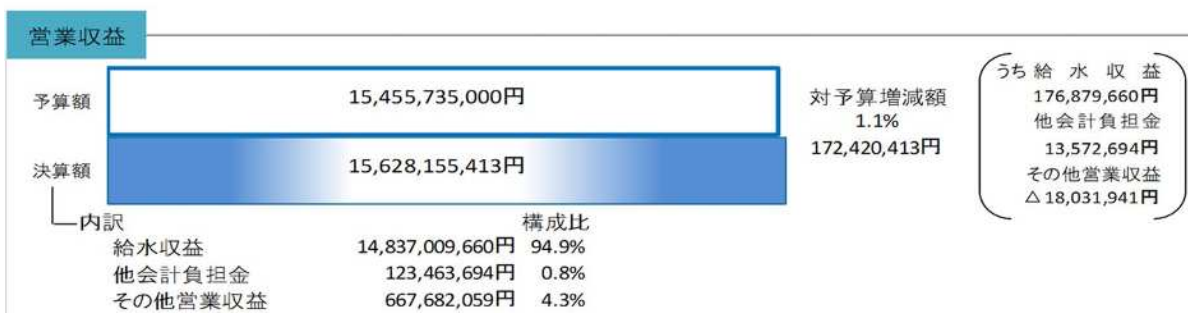 営業収益
予算額 15,455,735,000円
決算額 15,628,155,413円
対予算増減額
1.1%
172,420,413円
うち給水収益
176,879,660円
他会計負担金
13,572,694円
その他営業収益
△18,031,941円
内訳 構成比
給水収益 14,837,009,660円 94.9%
他会計負担金 123,463,694円 0.8%
その他営業収益 667,682,059円 4.3%